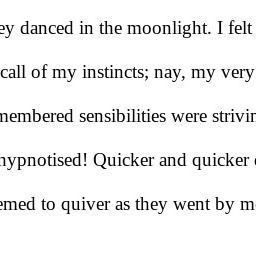 ey danced in the moonlight. I felt
call of my instincts; nay, my very
membered sensibilities were strivin
hypnotised! Quicker and quicker
emed to quiver as they went by m